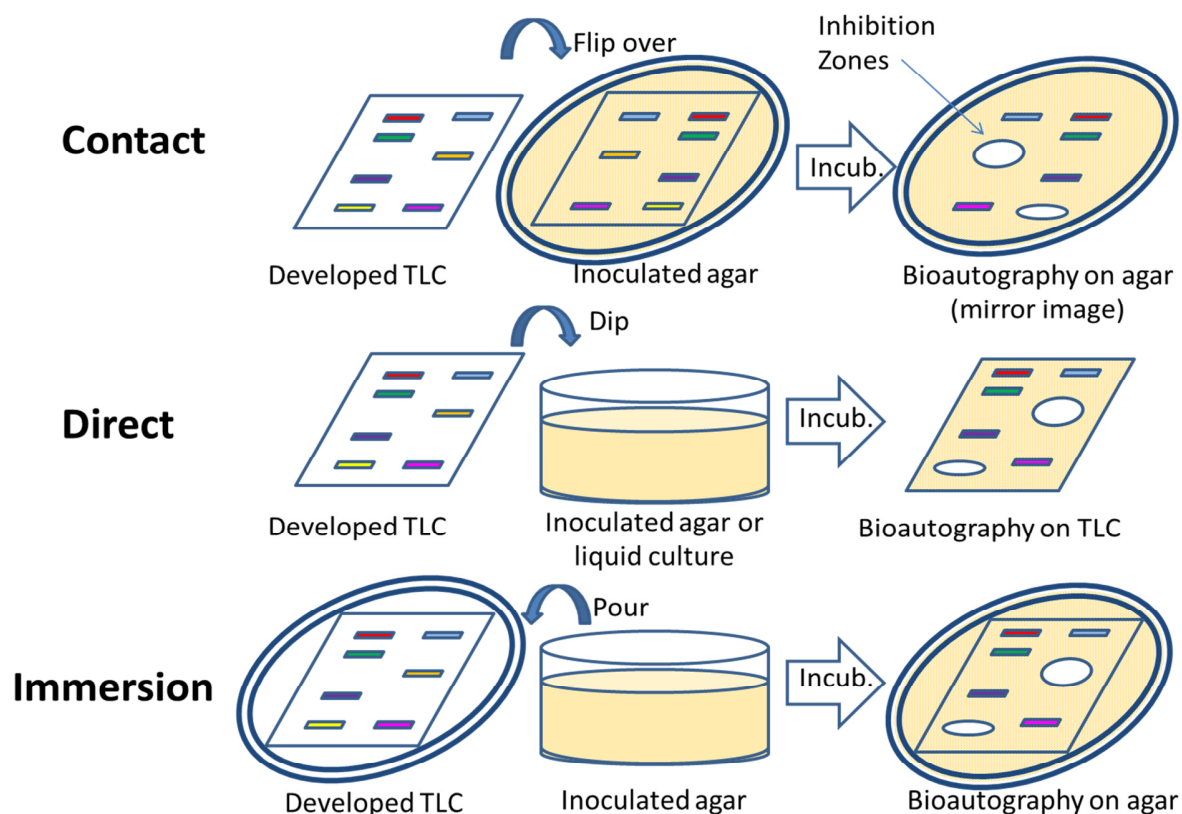 Flip over
Inhibition
Zones
Contact
Incub.
Developed TLC
Inoculated agar
Bioautography on agar
(mirror image)
Dip
Direct
Incub.
Developed TLC
Inoculated agar or
liquid culture
Bioautography on TLC
Pour
Immersion
Incub.
Developed TLC
Inoculated agar
Bioautography on agar